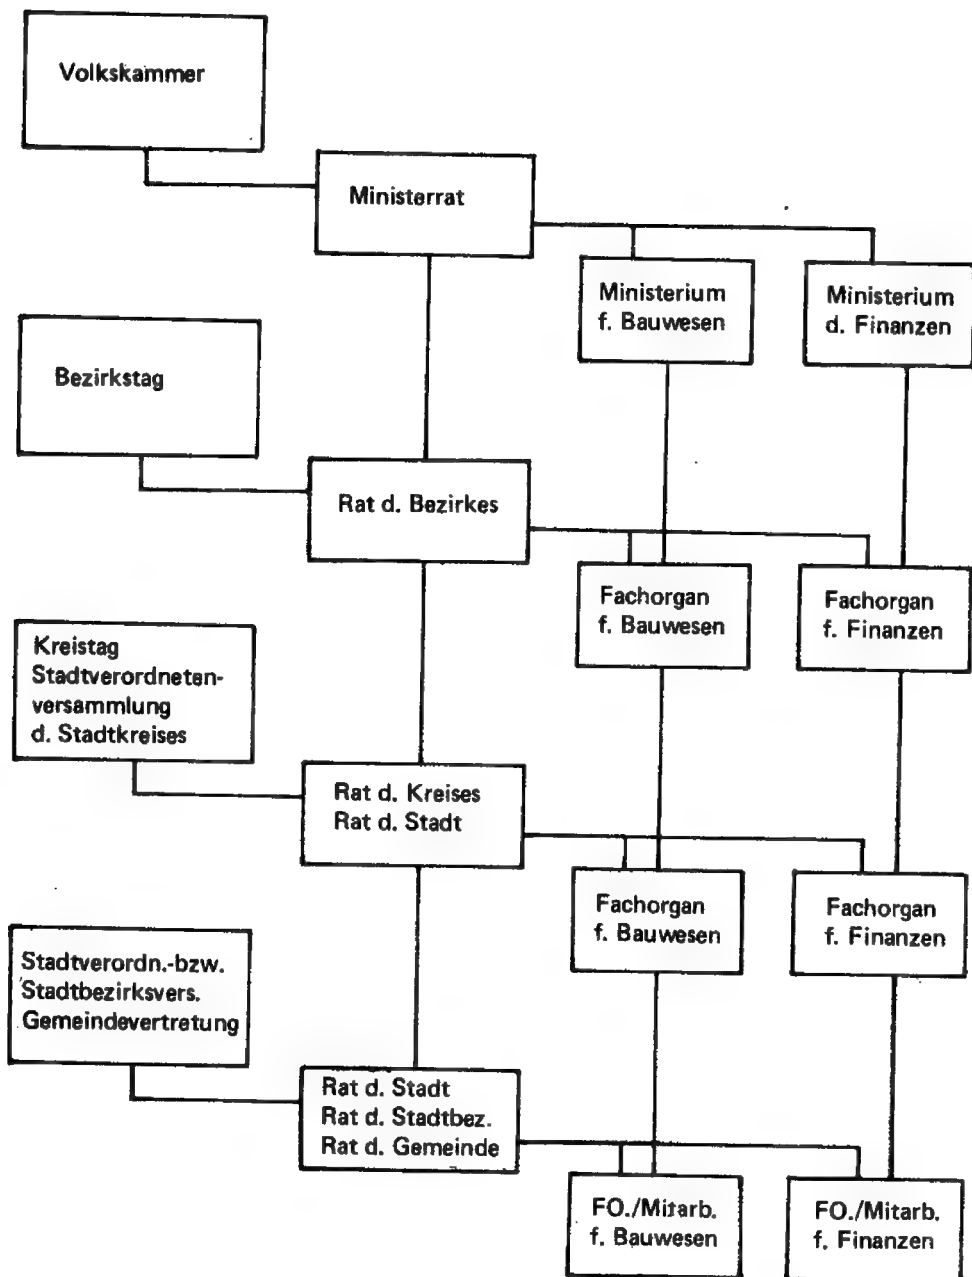 Volkskammer
Ministerrat
Ministerium
f. Bauwesen
Ministerium
d. Finanzen
Bezirkstag
Rat d. Bezirkes
Fachorgan
f. Bauwesen
Fachorgan
f. Finanzen
Kreistag
Stadtverordneten-
versammlung
d. Stadtkreises
Rat d. Kreises
Rat d. Stadt
Fachorgan
f. Bauwesen
Fachorgan
f. Finanzen
Stadtverordn.-bzw.
Stadtbezirksvers.
Gemeindevertretung
Rat d. Stadt
Rat d. Stadtbez.
Rat d. Gemeinde
FO./Mitarb.
f. Bauwesen
FO./Mitarb.
f. Finanzen